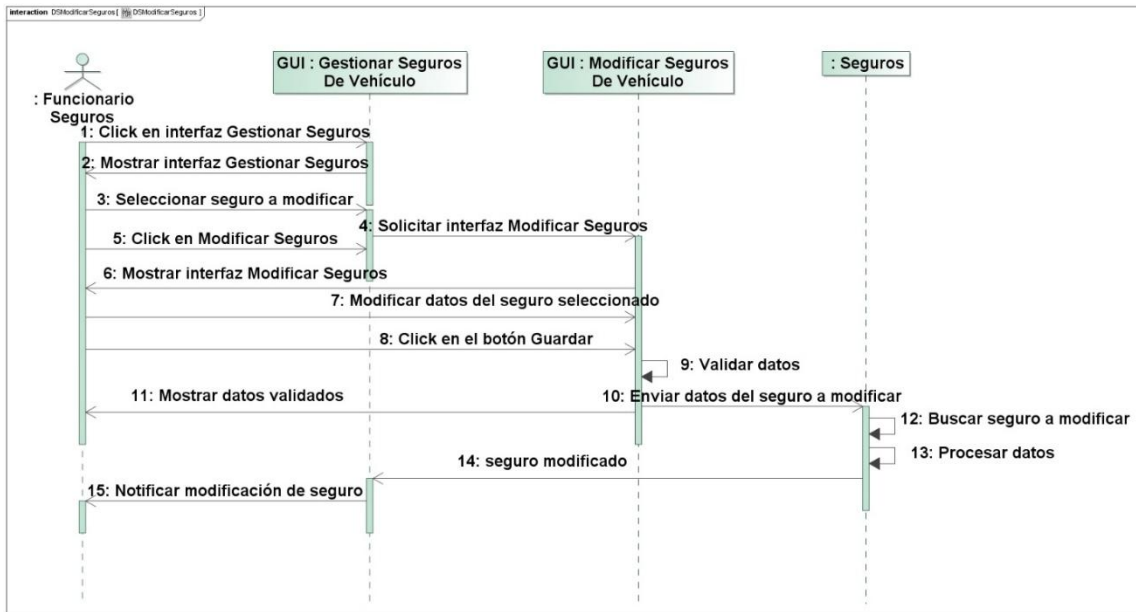 interaction DSModificarSeguros[ DSModificarSeguros ]
: Funcionario
Seguros
GUI : Gestionar Seguros
De Vehículo
GUI : Modificar Seguros
De Vehículo
: Seguros
1: Click en interfaz Gestionar Seguros
2: Mostrar interfaz Gestionar Seguros
3: Seleccionar seguro a modificar
4: Solicitar interfaz Modificar Seguros
5: Click en Modificar Seguros
6: Mostrar interfaz Modificar Seguros
7: Modificar datos del seguro seleccionado
8: Click en el botón Guardar
9: Validar datos
10: Enviar datos del seguro a modificar
11: Mostrar datos validados
12: Buscar seguro a modificar
13: Procesar datos
14: seguro modificado
15: Notificar modificación de seguro